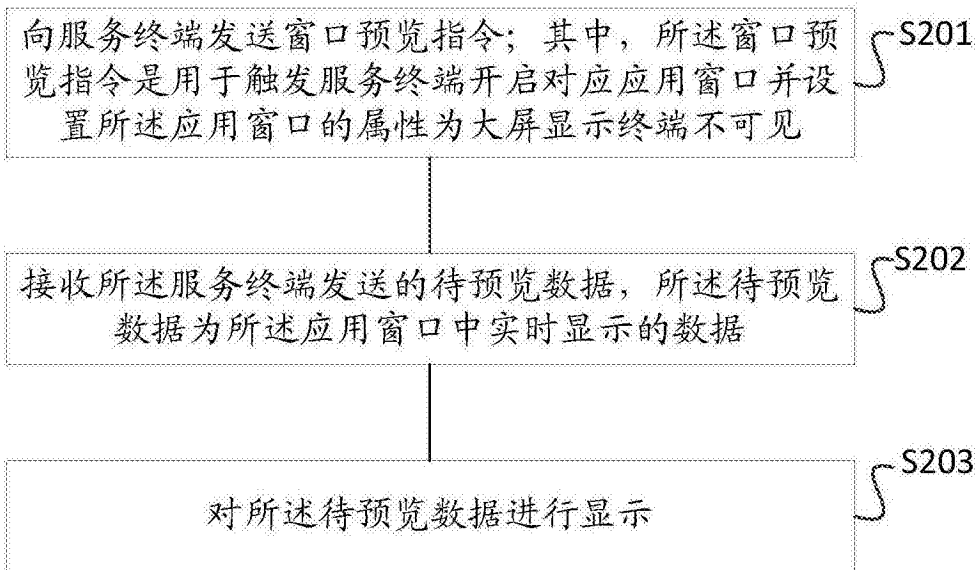 向服务终端发送窗口预览指令；其中，所述窗口预
览指令是用于触发服务终端开启对应应用窗口并设
置所述应用窗口的属性为大屏显示终端不可见
S201
接收所述服务终端发送的待预览数据，所述待预览
数据为所述应用窗口中实时显示的数据
S202
对所述待预览数据进行显示
S203